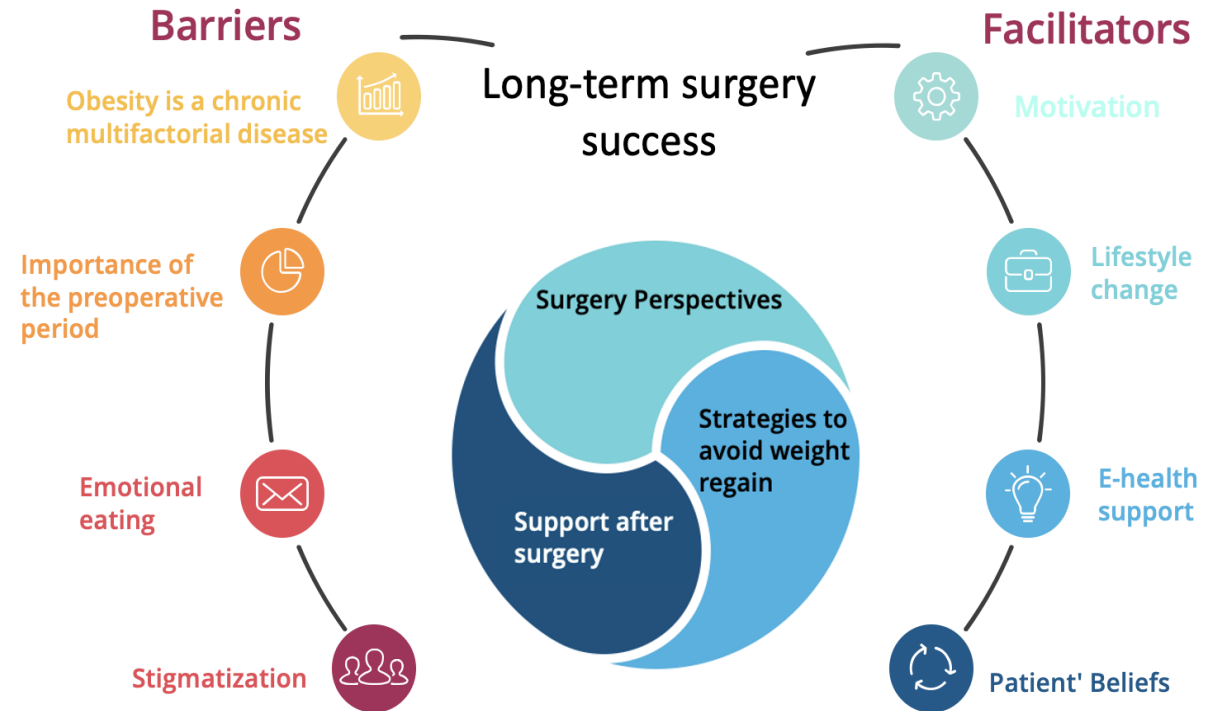 Barriers
Facilitators
Long-term surgery
success
Obesity is a chronic
multifactorial disease
Motivation
Importance of
the preoperative
period
Lifestyle
change
Surgery Perspectives
Strategies to
avoid weight
regain
Support after
surgery
Emotional
eating
E-health
support
Stigmatization
Patient' Beliefs